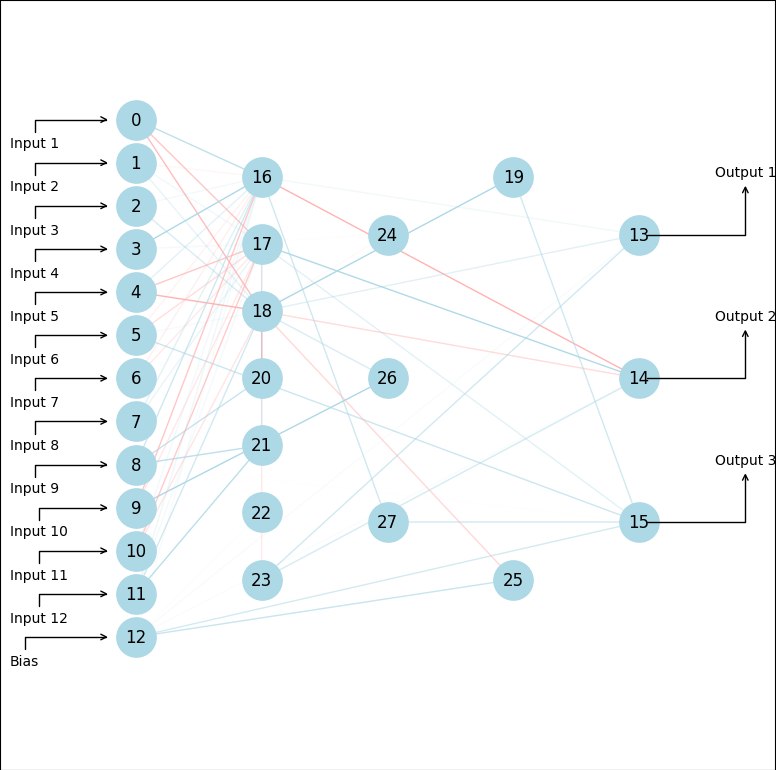 0
Input 1
1
Input 2
2
Input 3
3
Input 4
4
Input 5
5
Input 6
6
Input 7
7
Input 8
8
Input 9
9
Input 10
10
Input 11
11
Input 12
12
Bias
16
17
18
20
21
22
23
24
26
27
19
25
13
14
15
Output 1
Output 2
Output 3